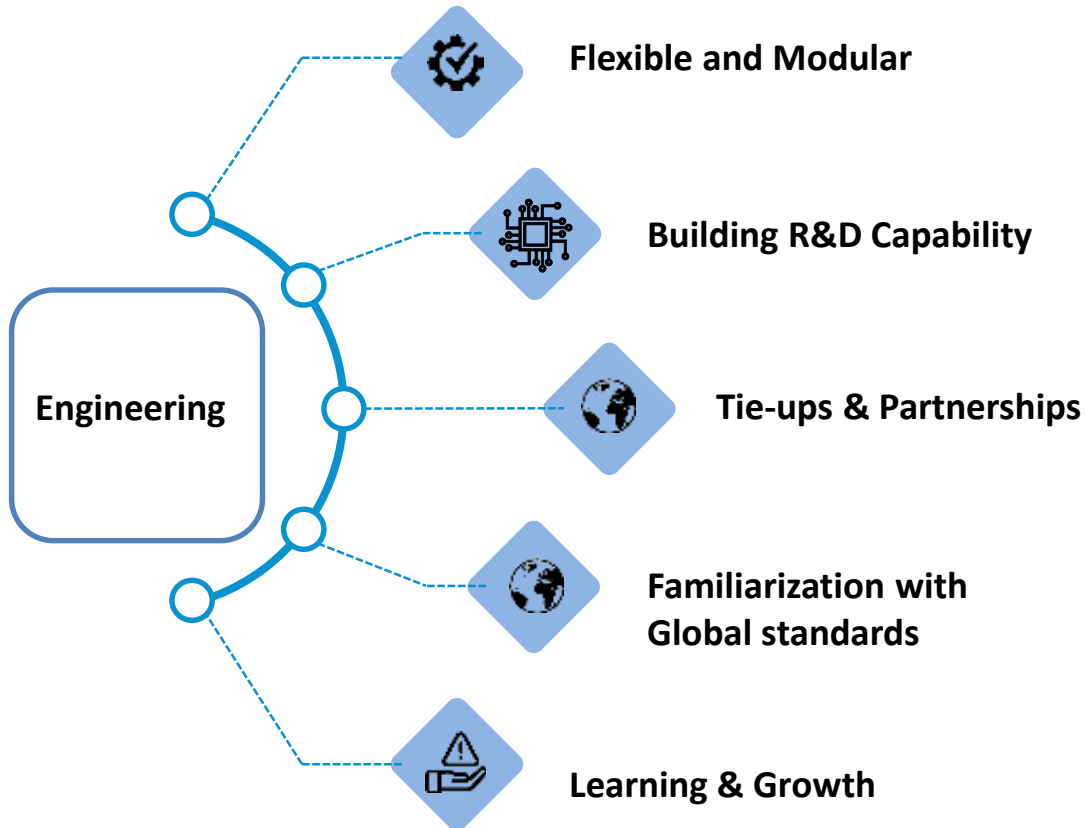 Flexible and Modular
Building R&D Capability
Engineering
Tie-ups & Partnerships
Familiarization with
Global standards
Learning & Growth